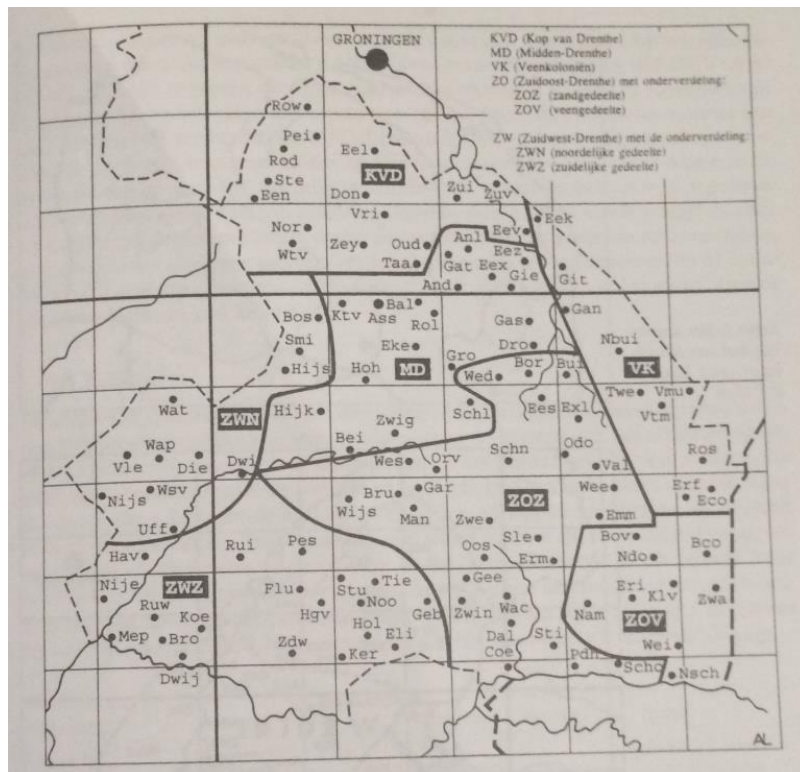 GRONINGEN
KVD (Kop van Drenthe)
MD (Midden-Drenthe)
VK (Veenkoloniën)
ZO (Zuidoost-Drenthe) met onderverdeling:
ZOZ (zandgedeelte)
ZOV (veengedeelte)
ZW (Zuidwest-Drenthe) met de onderverdeling:
ZWN (noordelijke gedeelte)
ZWZ (zuidelijke gedeelte)
Row
Pei
Rod
Eel
Ste
Een
KVD
Don
Zui
Zuv
Vri
Nor
Wtv
Zey
Oud
Taa
Anl
Eev
Eek
Eez
Gat
Eex
Gie
Git
And
Bos
Ktv
Ass
Bal
Rol
Gas
Gan
Smi
Hijs
Eke
Hoh
MD
Gro
Dro
Nbui
VK
Wed
Bor
Bui
Wat
ZWN
Hijk
Zwig
Schl
Ees
Exl
Twe
Vmu
Vtm
Wap
Vle
Die
Dwi
Bei
Wes
Orv
Schn
Odo
Val
Ros
Nijs
Wsv
Wijs
Bru
Gar
Man
ZOZ
Wee
Erf
Eco
Uff
Zwe
Emm
Hav
Rui
Pes
Sle
Oos
Erm
Bov
Ndo
Bco
Nije
ZWZ
Flu
Stu
Tie
Gee
Eri
Klv
Zwa
Ruw
Koe
Hgv
Noo
Geb
Zwin
Wac
Nam
ZOV
Mep
Bro
Hol
Eli
Dal
Sti
Wei
Dwij
Zdw
Ker
Coe
Pdh
Scho
Nsch
AL